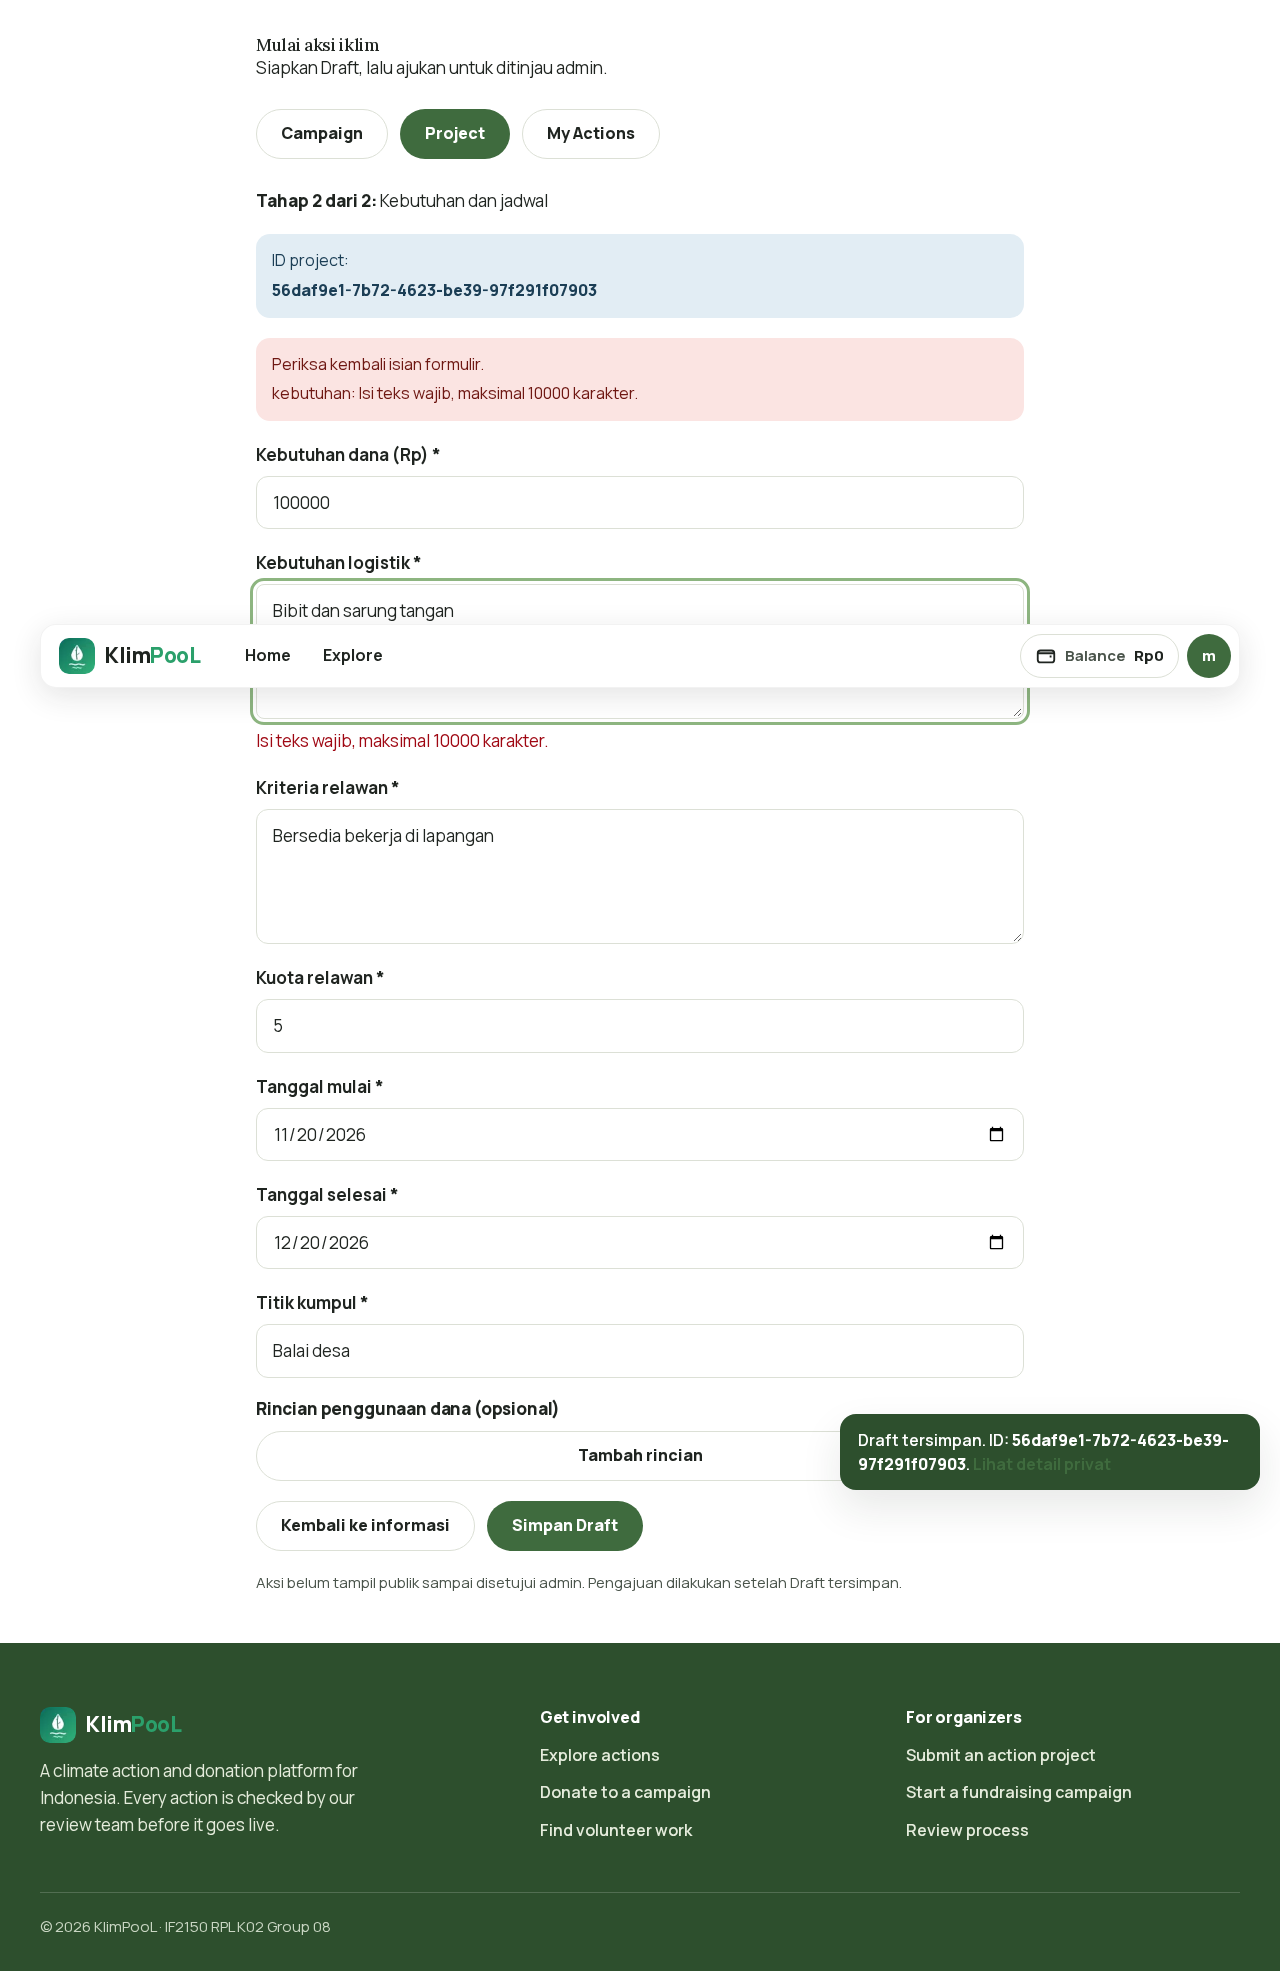 Mulai aksi iklim
Siapkan Draft, lalu ajukan untuk ditinjau admin.
Campaign
Project
My Actions
Tahap 2 dari 2: Kebutuhan dan jadwal
ID project:
56daf9e1-7b72-4623-be39-97f291f07903
Periksa kembali isian formulir.
kebutuhan: Isi teks wajib, maksimal 10000 karakter.
Kebutuhan dana (Rp) *
100000
Kebutuhan logistik *
Bibit dan sarung tangan
KlimPooL
Home
Explore
Balance Rp0
m
Isi teks wajib, maksimal 10000 karakter.
Kriteria relawan *
Bersedia bekerja di lapangan
Kuota relawan *
5
Tanggal mulai *
11/20/2026
Tanggal selesai *
12/20/2026
Titik kumpul *
Balai desa
Rincian penggunaan dana (opsional)
Tambah rincian
Draft tersimpan. ID: 56daf9e1-7b72-4623-be39-
97f291f07903. Lihat detail privat
Kembali ke informasi
Simpan Draft
Aksi belum tampil publik sampai disetujui admin. Pengajuan dilakukan setelah Draft tersimpan.
KlimPooL
A climate action and donation platform for
Indonesia. Every action is checked by our
review team before it goes live.
Get involved
Explore actions
Donate to a campaign
Find volunteer work
For organizers
Submit an action project
Start a fundraising campaign
Review process
© 2026 KlimPooL · IF2150 RPL K02 Group 08